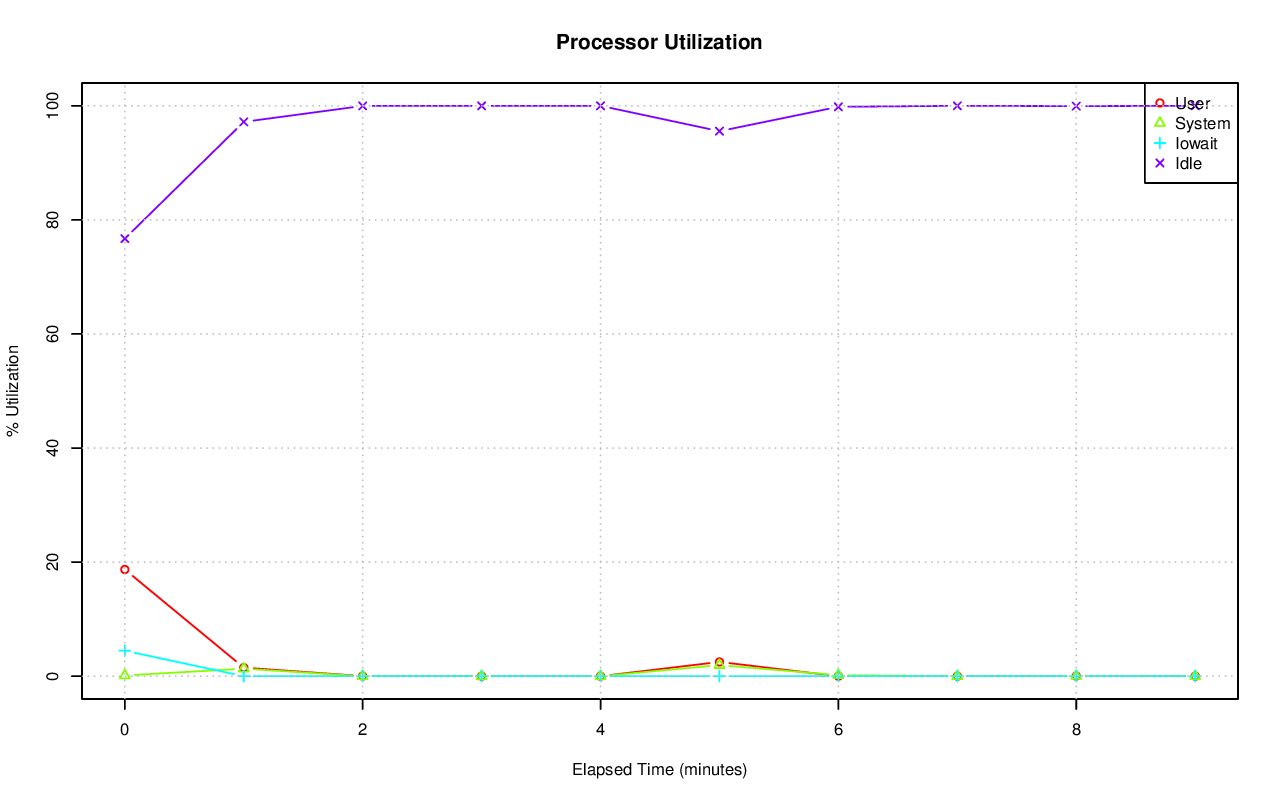 Processor Utilization
% Utilization
100
80
60
40
20
0
User
System
Iowait
Idle
0 2 4 6 8
Elapsed Time (minutes)